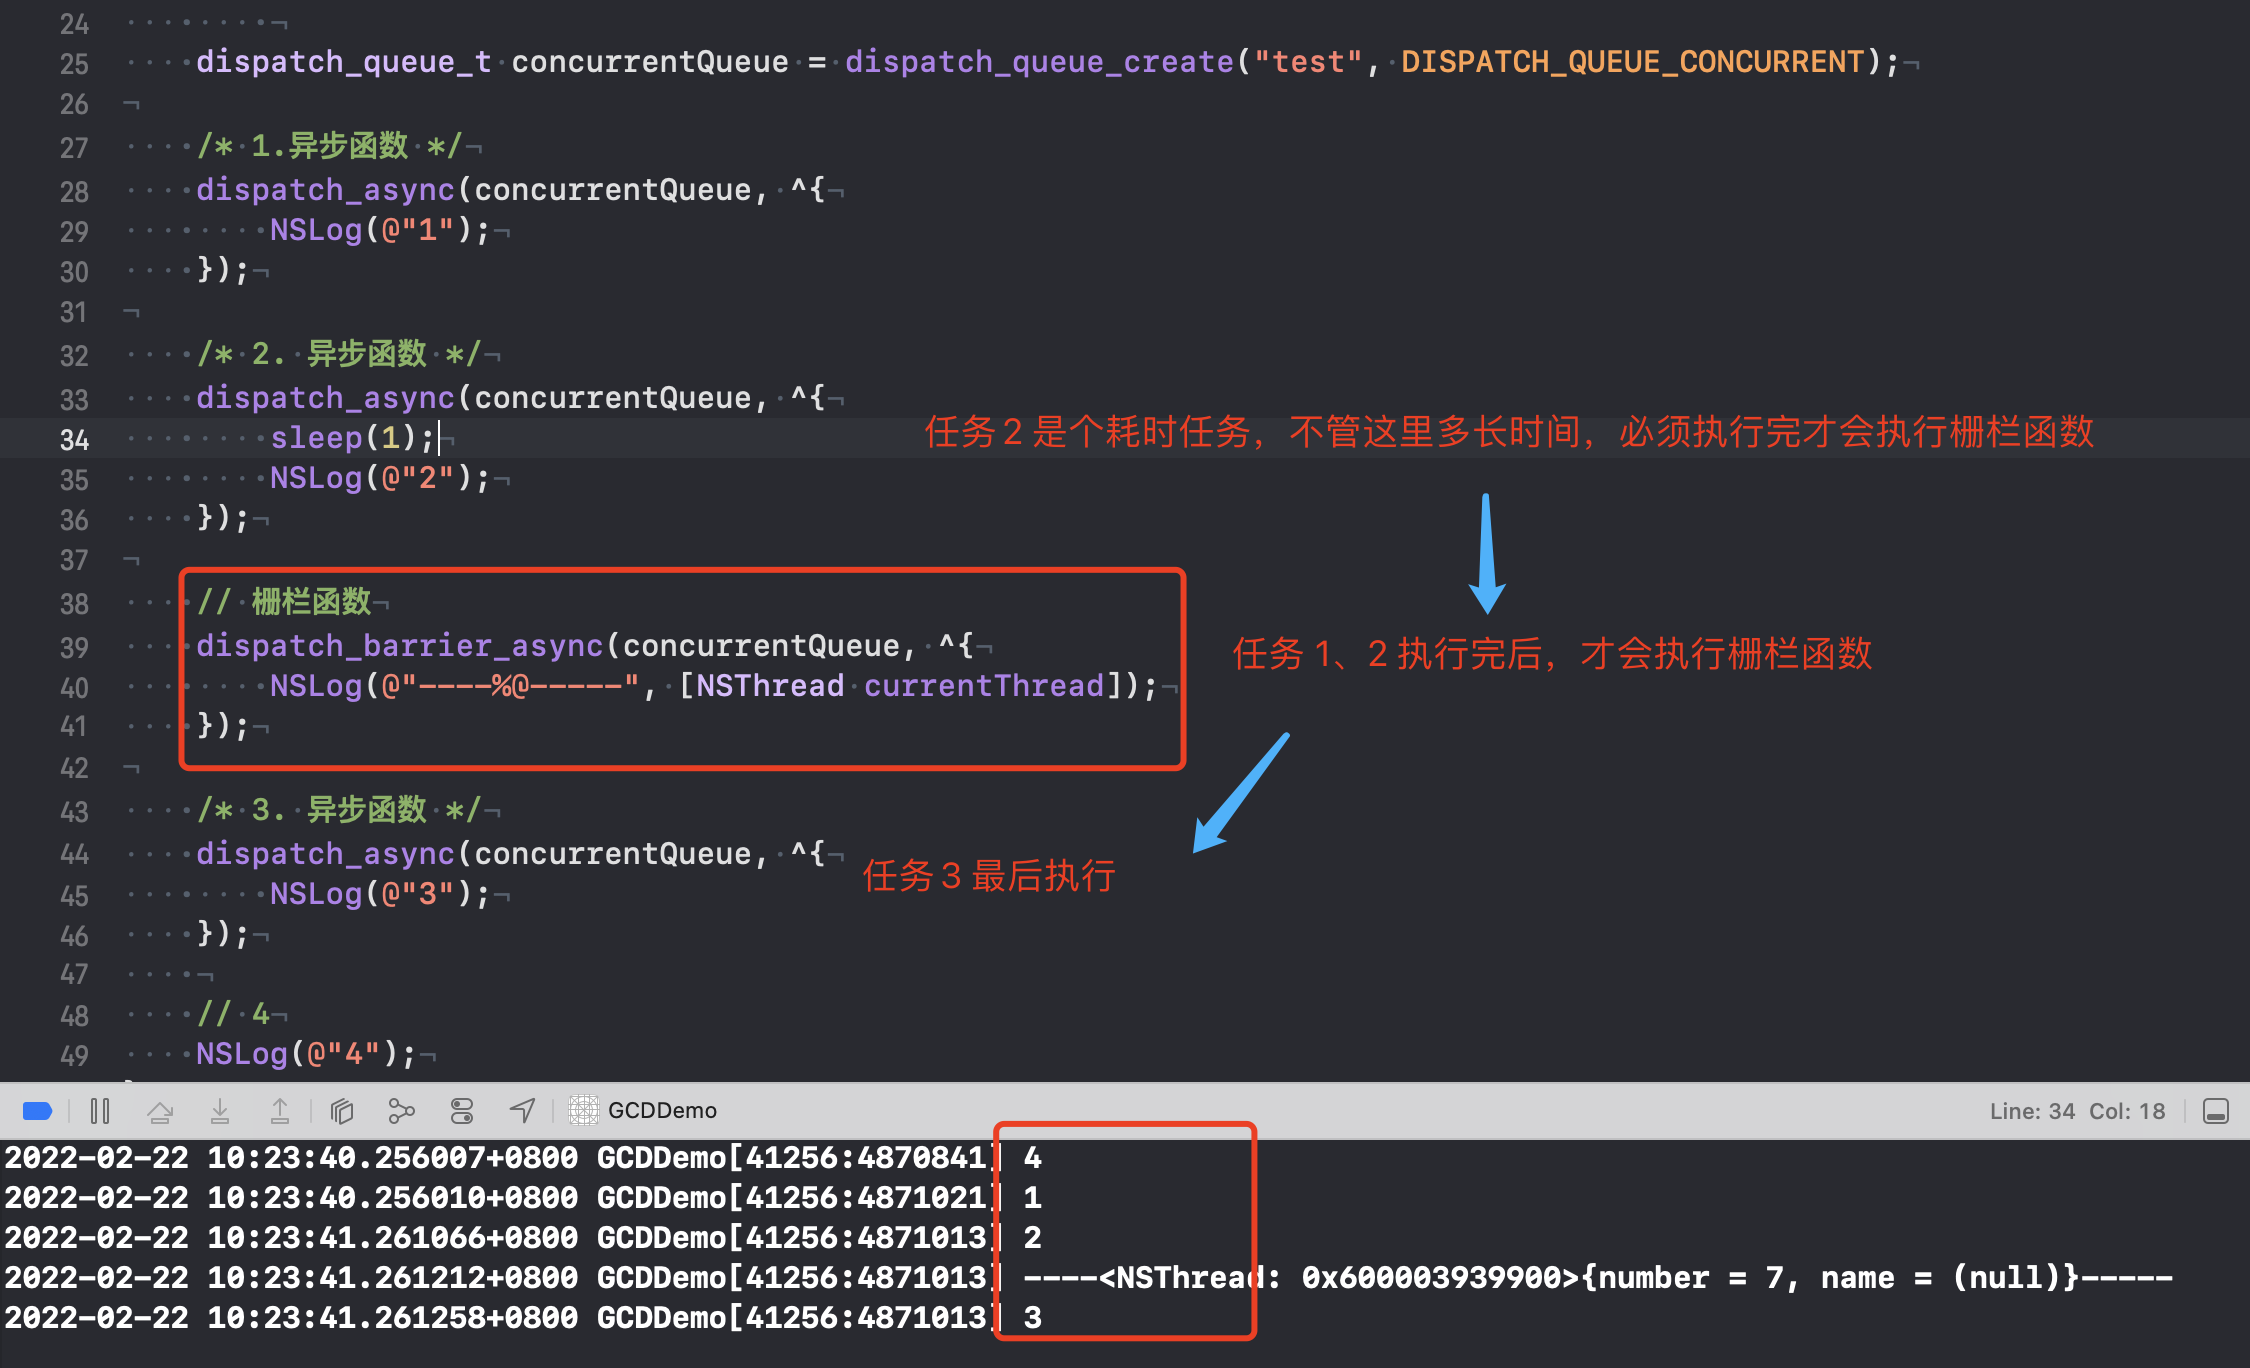 24
25 dispatch_queue_t concurrentQueue = dispatch_queue_create("test", DISPATCH_QUEUE_CONCURRENT);
26
27 /* 1.异步函数 */
28 dispatch_async(concurrentQueue, ^{
29 NSLog(@"1");
30 });
31
32 /* 2. 异步函数 */
33 dispatch_async(concurrentQueue, ^{
34 sleep(1); 任务 2 是个耗时任务，不管这里多长时间，必须执行完才会执行栅栏函数
35 NSLog(@"2");
36 });
37
38 // 栅栏函数
39 dispatch_barrier_async(concurrentQueue, ^{ 任务 1、2 执行完后，才会执行栅栏函数
40 NSLog(@"----%@-----", [NSThread currentThread]);
41 });
42
43 /* 3. 异步函数 */
44 dispatch_async(concurrentQueue, ^{ 任务 3 最后执行
45 NSLog(@"3");
46 });
47
48 // 4
49 NSLog(@"4");
GCDDemo Line: 34 Col: 18
2022-02-22 10:23:40.256007+0800 GCDDemo[41256:4870841] 4
2022-02-22 10:23:40.256010+0800 GCDDemo[41256:4871021] 1
2022-02-22 10:23:41.261066+0800 GCDDemo[41256:4871013] 2
2022-02-22 10:23:41.261212+0800 GCDDemo[41256:4871013] ----<NSThread: 0x600003939900>{number = 7, name = (null)}-----
2022-02-22 10:23:41.261258+0800 GCDDemo[41256:4871013] 3